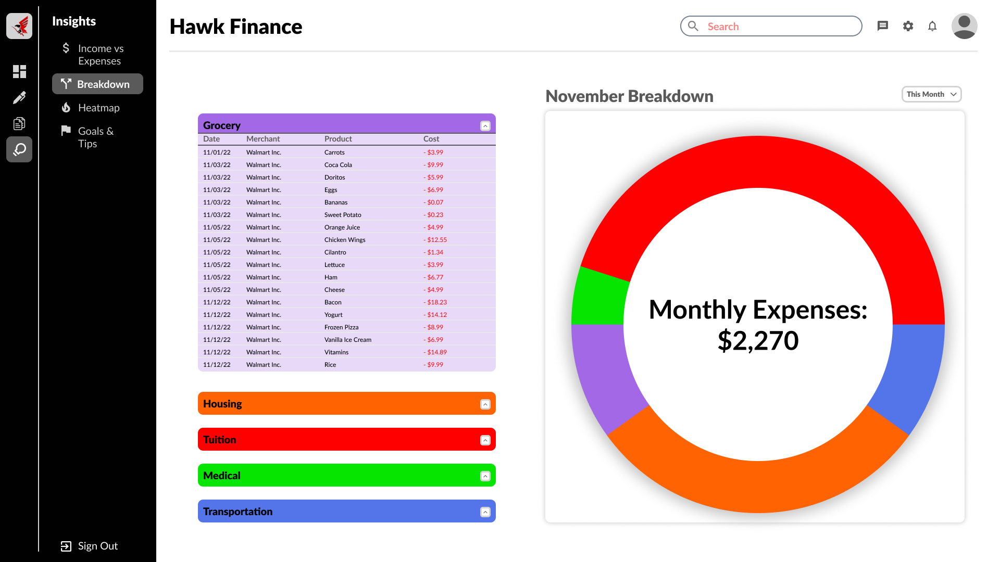 Insights
Income vs
Expenses
Breakdown
Heatmap
Goals &
Tips
Sign Out
Hawk Finance
Search
Grocery
Date Merchant Product Cost
11/01/22 Walmart Inc. Carrots - $3.99
11/03/22 Walmart Inc. Coca Cola - $9.99
11/03/22 Walmart Inc. Doritos - $5.99
11/03/22 Walmart Inc. Eggs - $6.99
11/03/22 Walmart Inc. Bananas - $0.07
11/03/22 Walmart Inc. Sweet Potato - $0.23
11/05/22 Walmart Inc. Orange Juice - $4.99
11/05/22 Walmart Inc. Chicken Wings - $12.55
11/05/22 Walmart Inc. Cilantro - $1.34
11/05/22 Walmart Inc. Lettuce - $3.99
11/05/22 Walmart Inc. Ham - $6.77
11/05/22 Walmart Inc. Cheese - $4.99
11/12/22 Walmart Inc. Bacon - $18.23
11/12/22 Walmart Inc. Yogurt - $14.12
11/12/22 Walmart Inc. Frozen Pizza - $8.99
11/12/22 Walmart Inc. Vanilla Ice Cream - $6.99
11/12/22 Walmart Inc. Vitamins - $14.89
11/12/22 Walmart Inc. Rice - $9.99
Housing
Tuition
Medical
Transportation
November Breakdown
This Month
Monthly Expenses:
$2,270